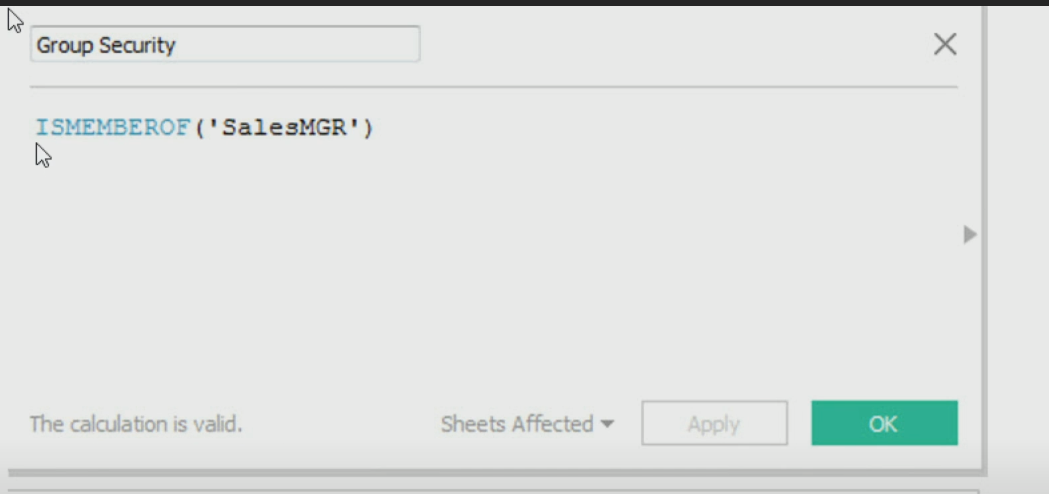 Group Security
ISMEMBEROF('SalesMGR')
The calculation is valid.
Sheets Affected
Apply
OK